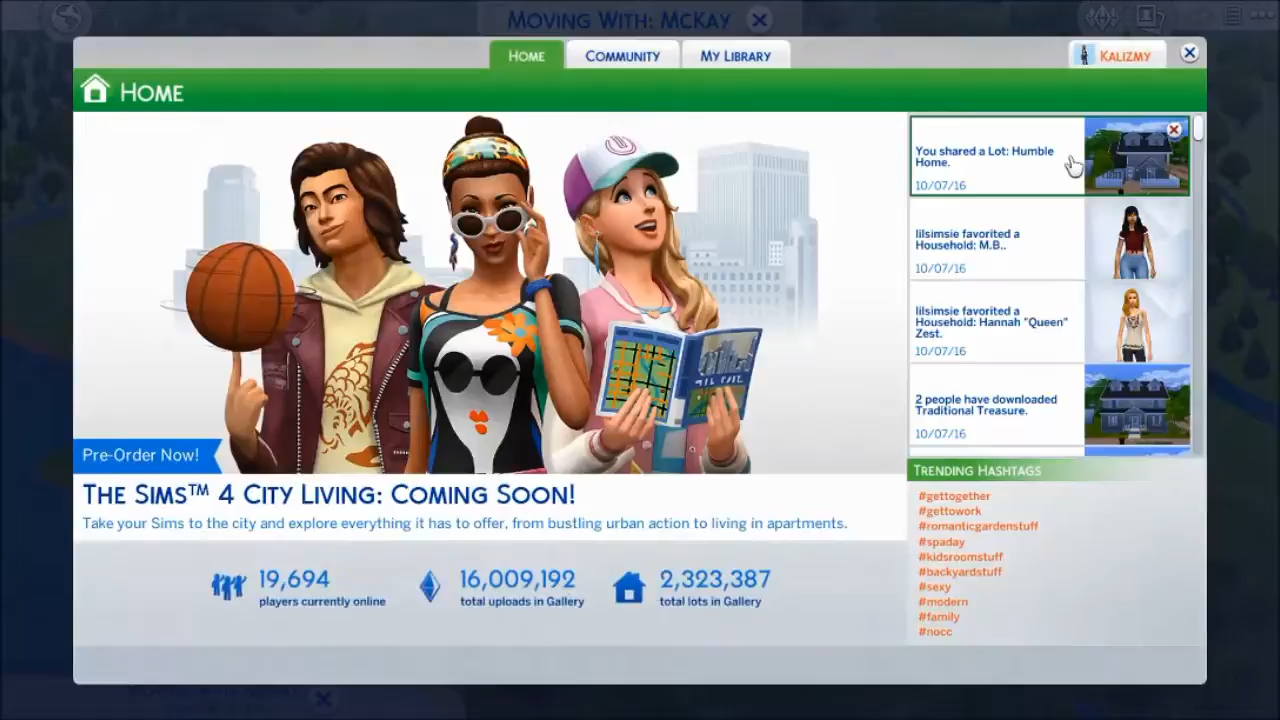 MOVING WITH: MCKAY
HOME
COMMUNITY
MY LIBRARY
KALIZMY
HOME
You shared a Lot: Humble
Home.
10/07/16
lilsimsie favorited a
Household: M.B..
10/07/16
lilsimsie favorited a
Household: Hannah "Queen"
Zest.
10/07/16
2 people have downloaded
Traditional Treasure.
10/07/16
Pre-Order Now!
THE SIMS™ 4 CITY LIVING: COMING SOON!
Take your Sims to the city and explore everything it has to offer, from bustling urban action to living in apartments.
19,694
players currently online
16,009,192
total uploads in Gallery
2,323,387
total lots in Gallery
TRENDING HASHTAGS
#gettogether
#gettowork
#romanticgardenstuff
#spaday
#kidsroomstuff
#backyardstuff
#sexy
#modern
#family
#nocc